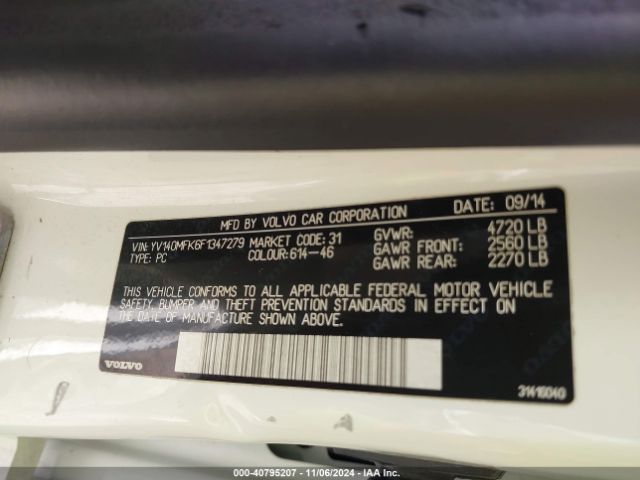 MFD BY VOLVO CAR CORPORATION DATE: 09/14
VIN: YV140MFK6F1347279 MARKET CODE: 31 GVWR: 4720 LB
TYPE: PC COLOUR: 614-46 GAWR FRONT: 2560 LB
GAWR REAR: 2270 LB
THIS VEHICLE CONFORMS TO ALL APPLICABLE FEDERAL MOTOR VEHICLE
SAFETY, BUMPER AND THEFT PREVENTION STANDARDS IN EFFECT ON
THE DATE OF MANUFACTURE SHOWN ABOVE.
VOLVO
31416040
000-40795207 - 11/06/2024 - IAAI.com